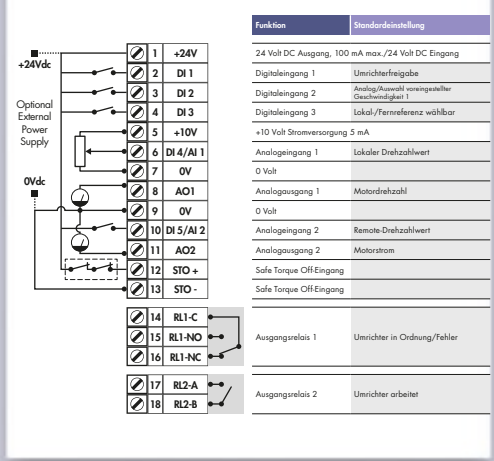 Funktion Standardeinstellung
+24Vdc
Optional
External
Power
Supply
0Vdc
1 +24V 24 Volt DC Ausgang, 100 mA max./24 Volt DC Eingang
2 DI 1 Digitaleingang 1 Umrichterfreigabe
3 DI 2 Digitaleingang 2 Analog/Auswahl voreingestellter
Geschwindigkeit 1
4 DI 3 Digitaleingang 3 Lokal-/Fernreferenz wählbar
5 +10V +10 Volt Stromversorgung 5 mA
6 DI 4/AI 1 Analogeingang 1 Lokaler Drehzahlwert
7 0V 0 Volt
8 AO1 Analogausgang 1 Motordrehzahl
9 0V 0 Volt
10 DI 5/AI 2 Analogeingang 2 Remote-Drehzahlwert
11 AO2 Analogausgang 2 Motorstrom
12 STO + Safe Torque Off-Eingang
13 STO - Safe Torque Off-Eingang
14 RL1-C
15 RL1-NO Ausgangsrelais 1 Umrichter in Ordnung/Fehler
16 RL1-NC
17 RL2-A
Ausgangsrelais 2 Umrichter arbeitet
18 RL2-B